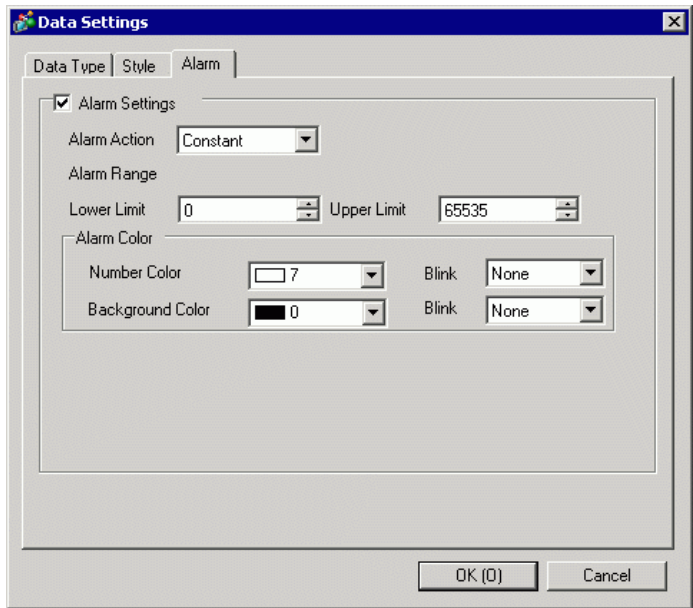 Data Settings
Data Type Style Alarm
Alarm Settings
Alarm Action Constant
Alarm Range
Lower Limit 0 Upper Limit 65535
Alarm Color
Number Color 7 Blink None
Background Color 0 Blink None
OK (O) Cancel